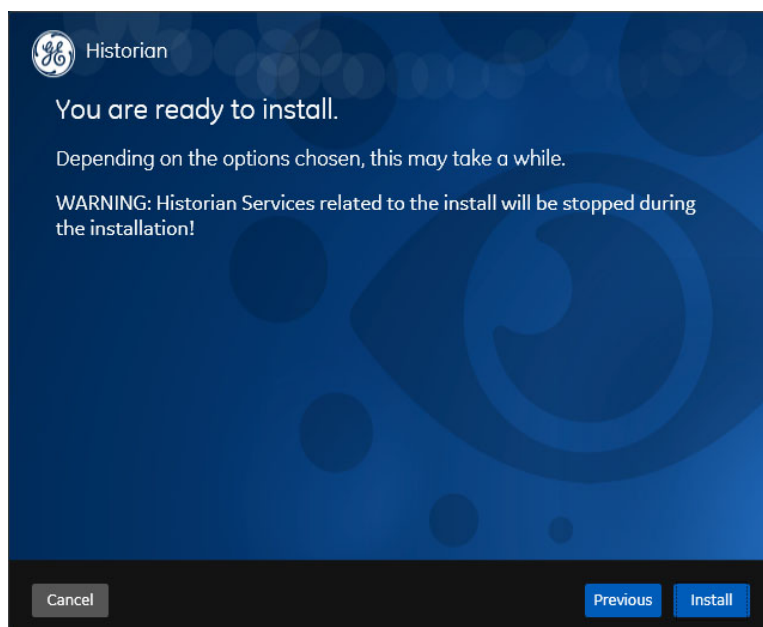 Historian
You are ready to install.
Depending on the options chosen, this may take a while.
WARNING: Historian Services related to the install will be stopped during
the installation!
Cancel
Previous
Install